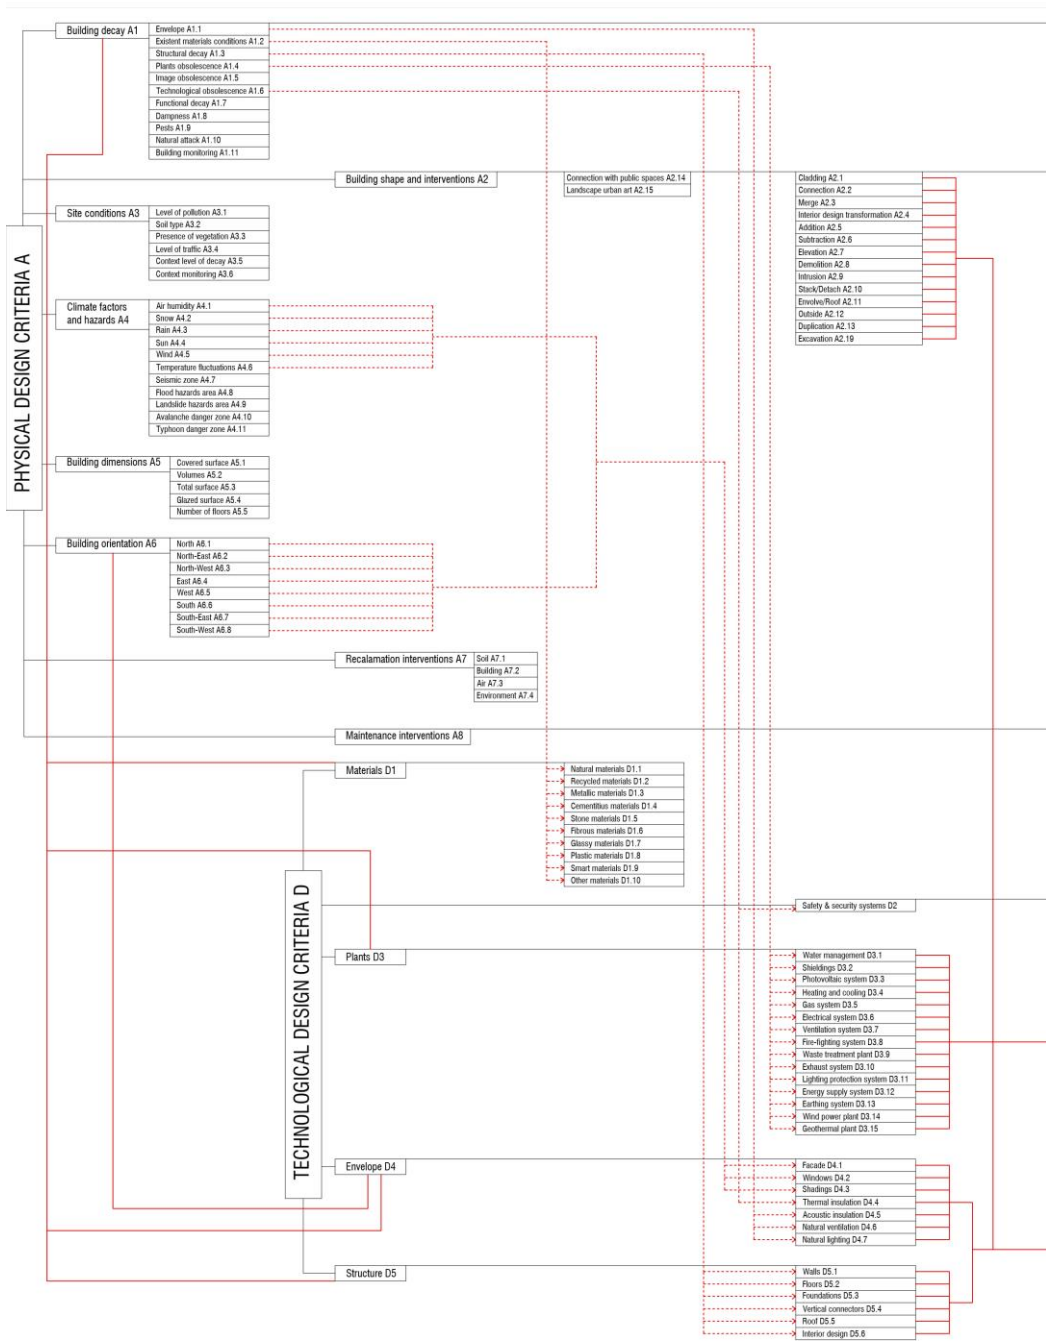 PHYSICAL DESIGN CRITERIA A
Building decay A1
Envelope A1.1
Existent materials conditions A1.2
Structural decay A1.3
Plants obsolescence A1.4
Image obsolescence A1.5
Technological obsolescence A1.6
Functional decay A1.7
Dampness A1.8
Pests A1.9
Natural attack A1.10
Building monitoring A1.11
Building shape and interventions A2
Connection with public spaces A2.14
Landscape urban art A2.15
Cladding A2.1
Connection A2.2
Merge A2.3
Interior design transformation A2.4
Addition A2.5
Subtraction A2.6
Elevation A2.7
Demolition A2.8
Intrusion A2.9
Stack/Detach A2.10
Envolve/Roof A2.11
Outside A2.12
Duplication A2.13
Excavation A2.19
Site conditions A3
Level of pollution A3.1
Soil type A3.2
Presence of vegetation A3.3
Level of traffic A3.4
Context level of decay A3.5
Context monitoring A3.6
Climate factors
and hazards A4
Air humidity A4.1
Snow A4.2
Rain A4.3
Sun A4.4
Wind A4.5
Temperature fluctuations A4.6
Seismic zone A4.7
Flood hazards area A4.8
Landslide hazards area A4.9
Avalanche danger zone A4.10
Typhoon danger zone A4.11
Building dimensions A5
Covered surface A5.1
Volumes A5.2
Total surface A5.3
Glazed surface A5.4
Number of floors A5.5
Building orientation A6
North A6.1
North-East A6.2
North-West A6.3
East A6.4
West A6.5
South A6.6
South-East A6.7
South-West A6.8
Recalamation interventions A7
Soil A7.1
Building A7.2
Air A7.3
Environment A7.4
Maintenance interventions A8
TECHNOLOGICAL DESIGN CRITERIA D
Materials D1
Natural materials D1.1
Recycled materials D1.2
Metallic materials D1.3
Cementitius materials D1.4
Stone materials D1.5
Fibrous materials D1.6
Glassy materials D1.7
Plastic materials D1.8
Smart materials D1.9
Other materials D1.10
Safety & security systems D2
Plants D3
Water management D3.1
Shieldings D3.2
Photovoltaic system D3.3
Heating and cooling D3.4
Gas system D3.5
Electrical system D3.6
Ventilation system D3.7
Fire-fighting system D3.8
Waste treatment plant D3.9
Exhaust system D3.10
Lighting protection system D3.11
Energy supply system D3.12
Earthing system D3.13
Wind power plant D3.14
Geothermal plant D3.15
Envelope D4
Facade D4.1
Windows D4.2
Shadings D4.3
Thermal insulation D4.4
Acoustic insulation D4.5
Natural ventilation D4.6
Natural lighting D4.7
Structure D5
Walls D5.1
Floors D5.2
Foundations D5.3
Vertical connectors D5.4
Roof D5.5
Interior design D5.6